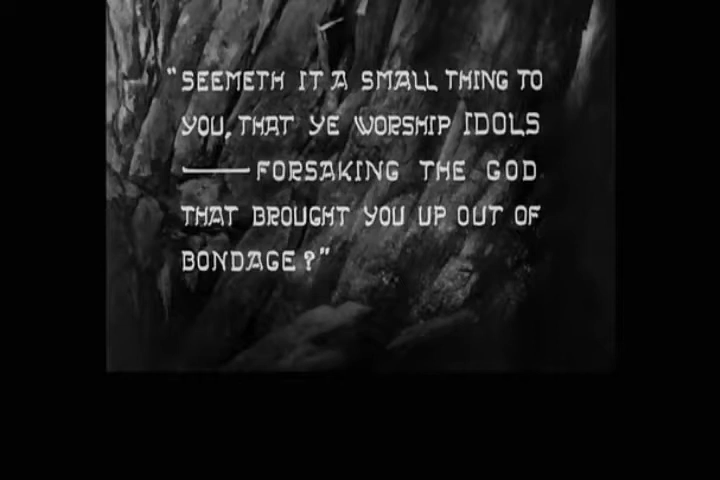 "SEEMETH IT A SMALL THING TO
YOU, THAT YE WORSHIP IDOLS
—FORSAKING THE GOD
THAT BROUGHT YOU UP OUT OF
BONDAGE?"